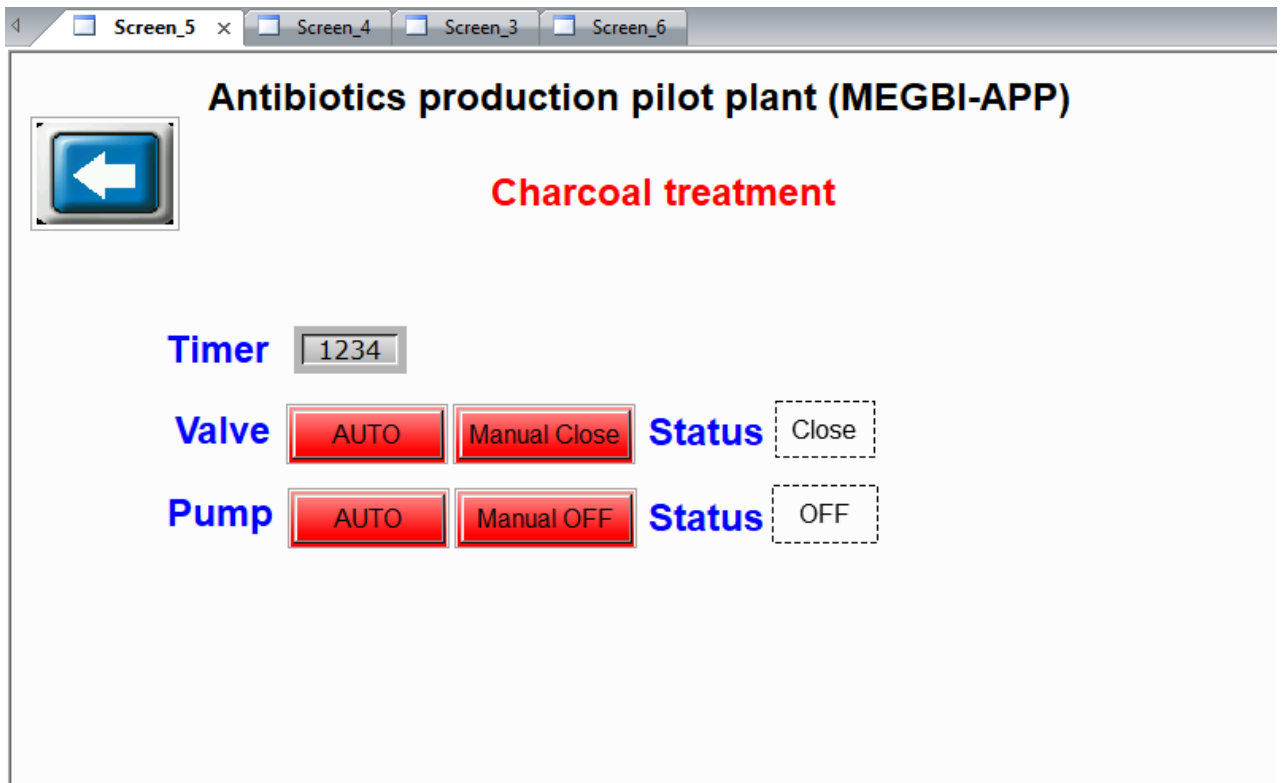 Screen_5 Screen_4 Screen_3 Screen_6
Antibiotics production pilot plant (MEGBI-APP)
Charcoal treatment
Timer 1234
Valve AUTO Manual Close Status Close
Pump AUTO Manual OFF Status OFF